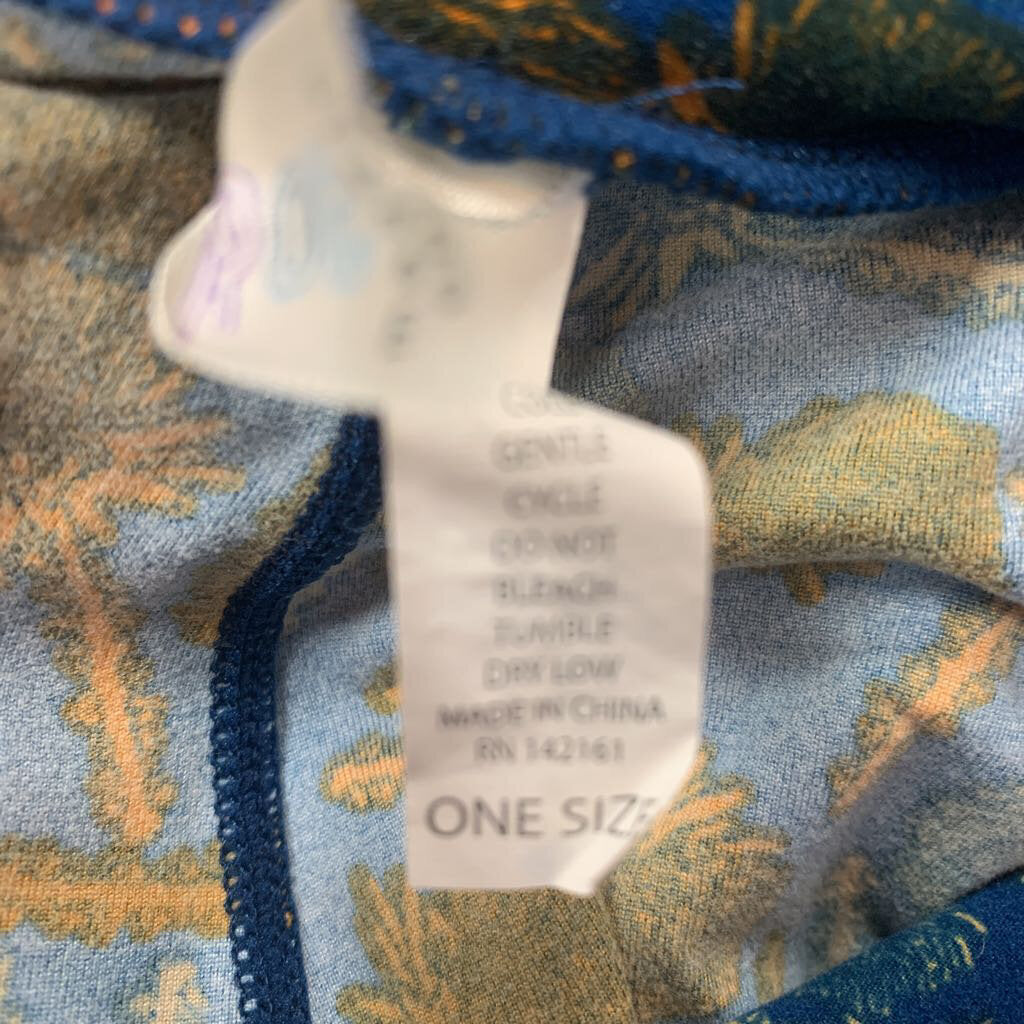 GENTLE
CYCLE
DO NOT
BLEACH
TUMBLE
DRY LOW
MADE IN CHINA
RN 142161
ONE SIZE